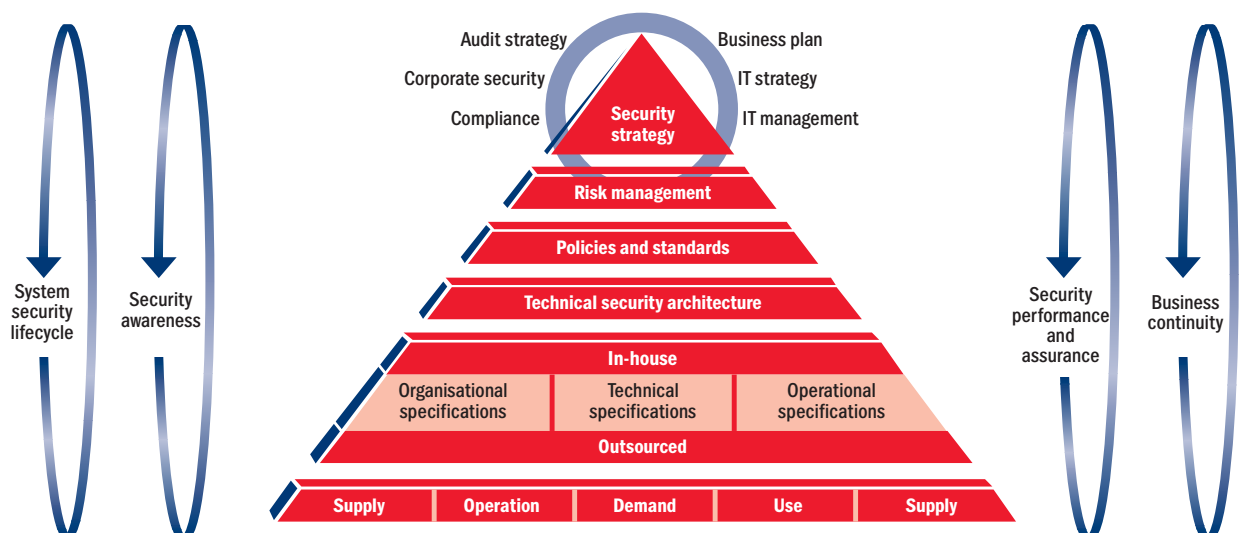 Audit strategy
Business plan
Corporate security
IT strategy
Compliance
IT management
Security
strategy
Risk management
Policies and standards
Technical security architecture
In-house
Organisational
specifications
Technical
specifications
Operational
specifications
Outsourced
Supply
Operation
Demand
Use
Supply
System
security
lifecycle
Security
awareness
Security
performance
and
assurance
Business
continuity